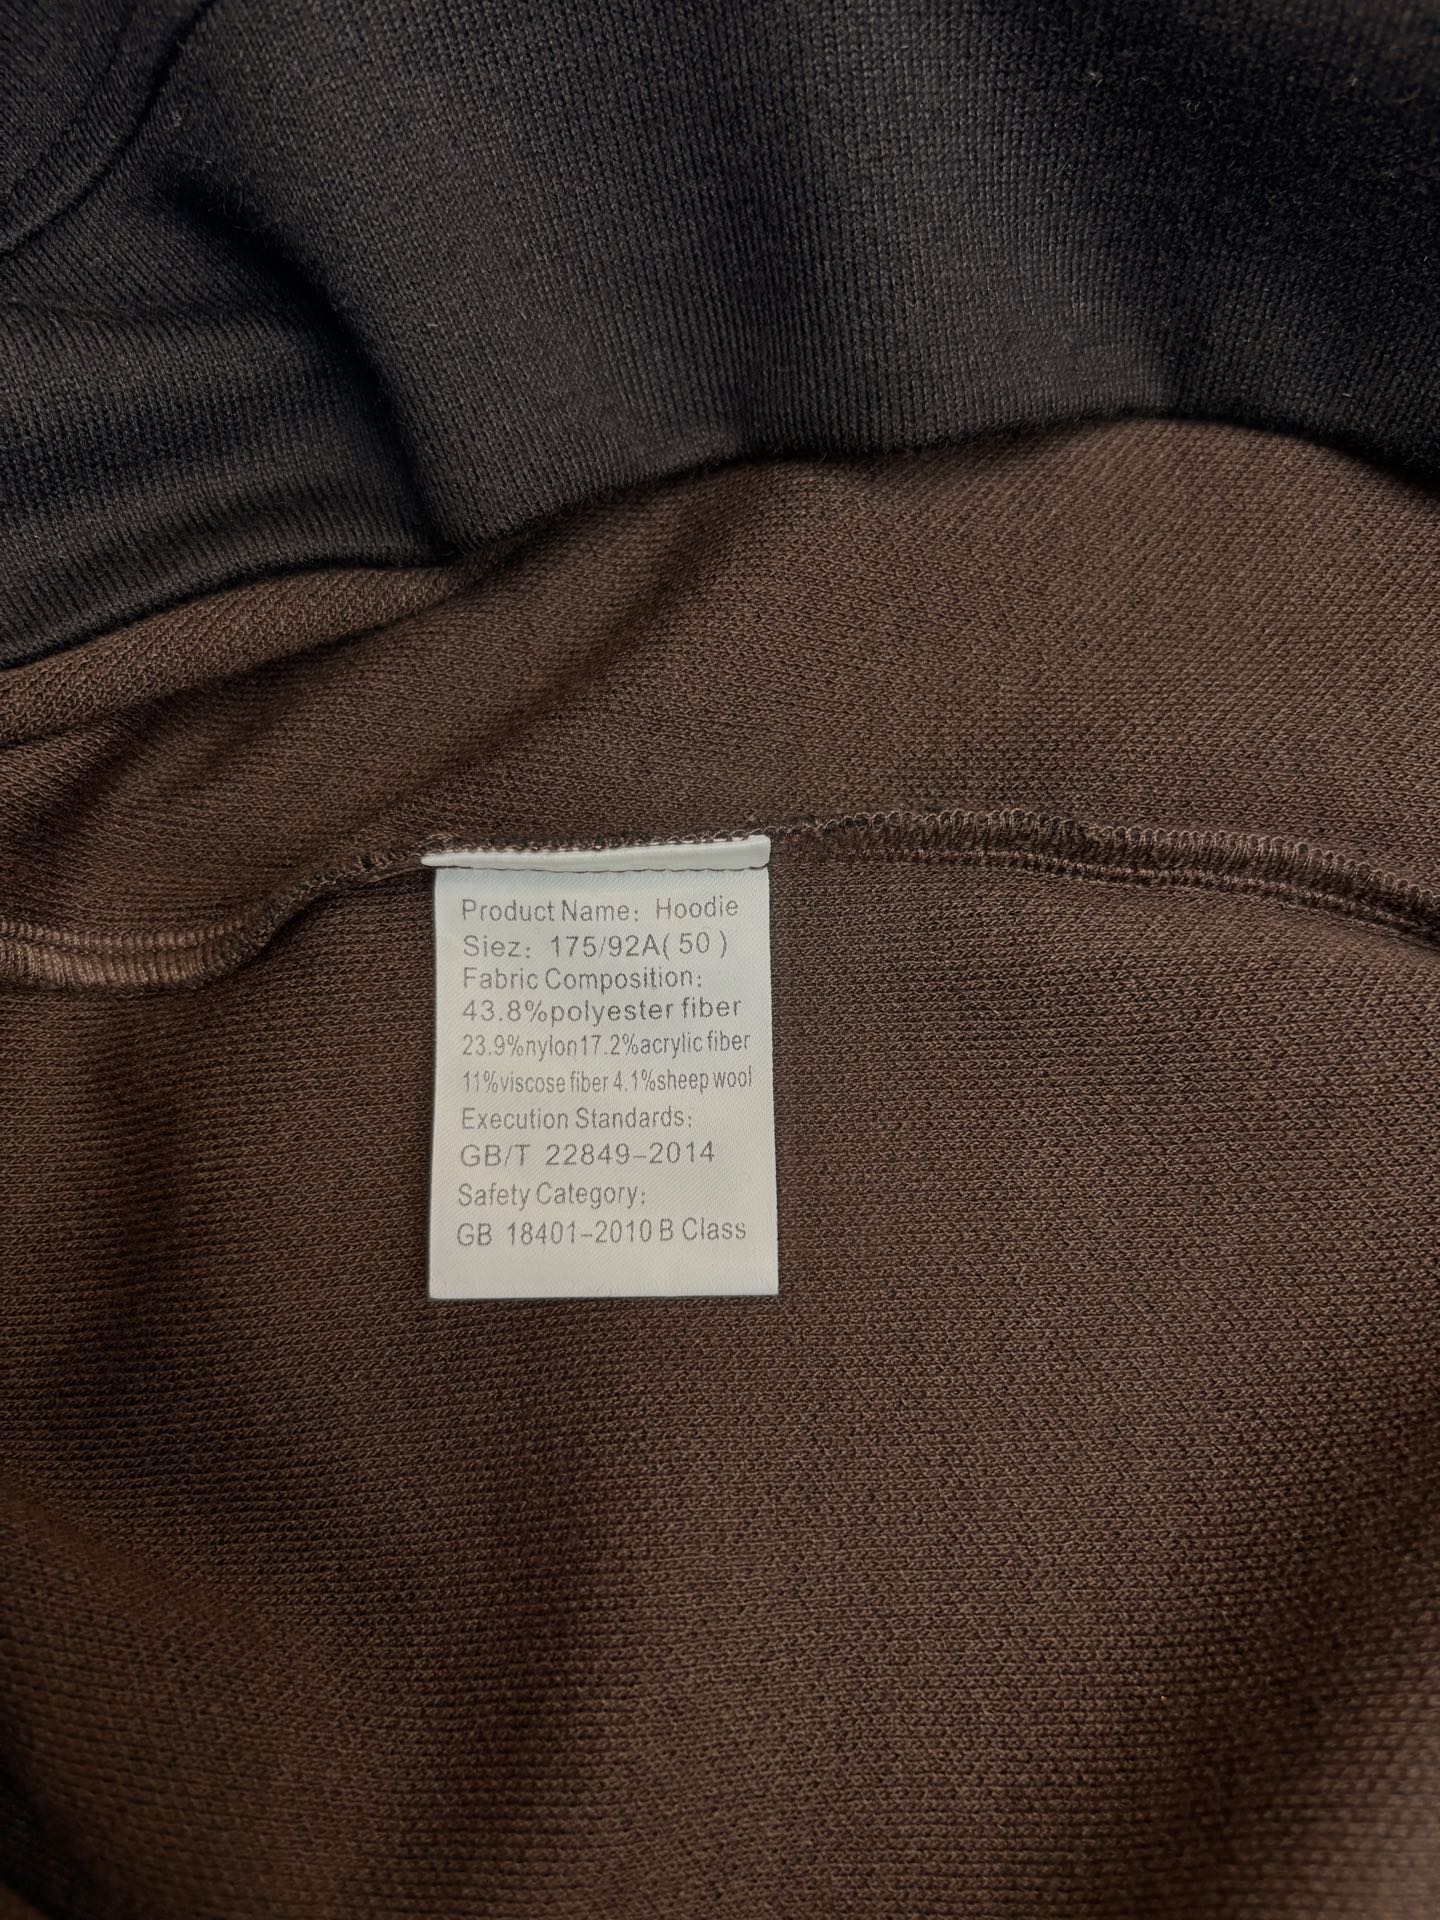 Product Name: Hoodie
Siez: 175/92A( 50 )
Fabric Composition:
43.8%polyester fiber
23.9%nylon17.2%acrylic fiber
11%viscose fiber 4.1%sheep wool
Execution Standards:
GB/T 22849-2014
Safety Category:
GB 18401-2010 B Class